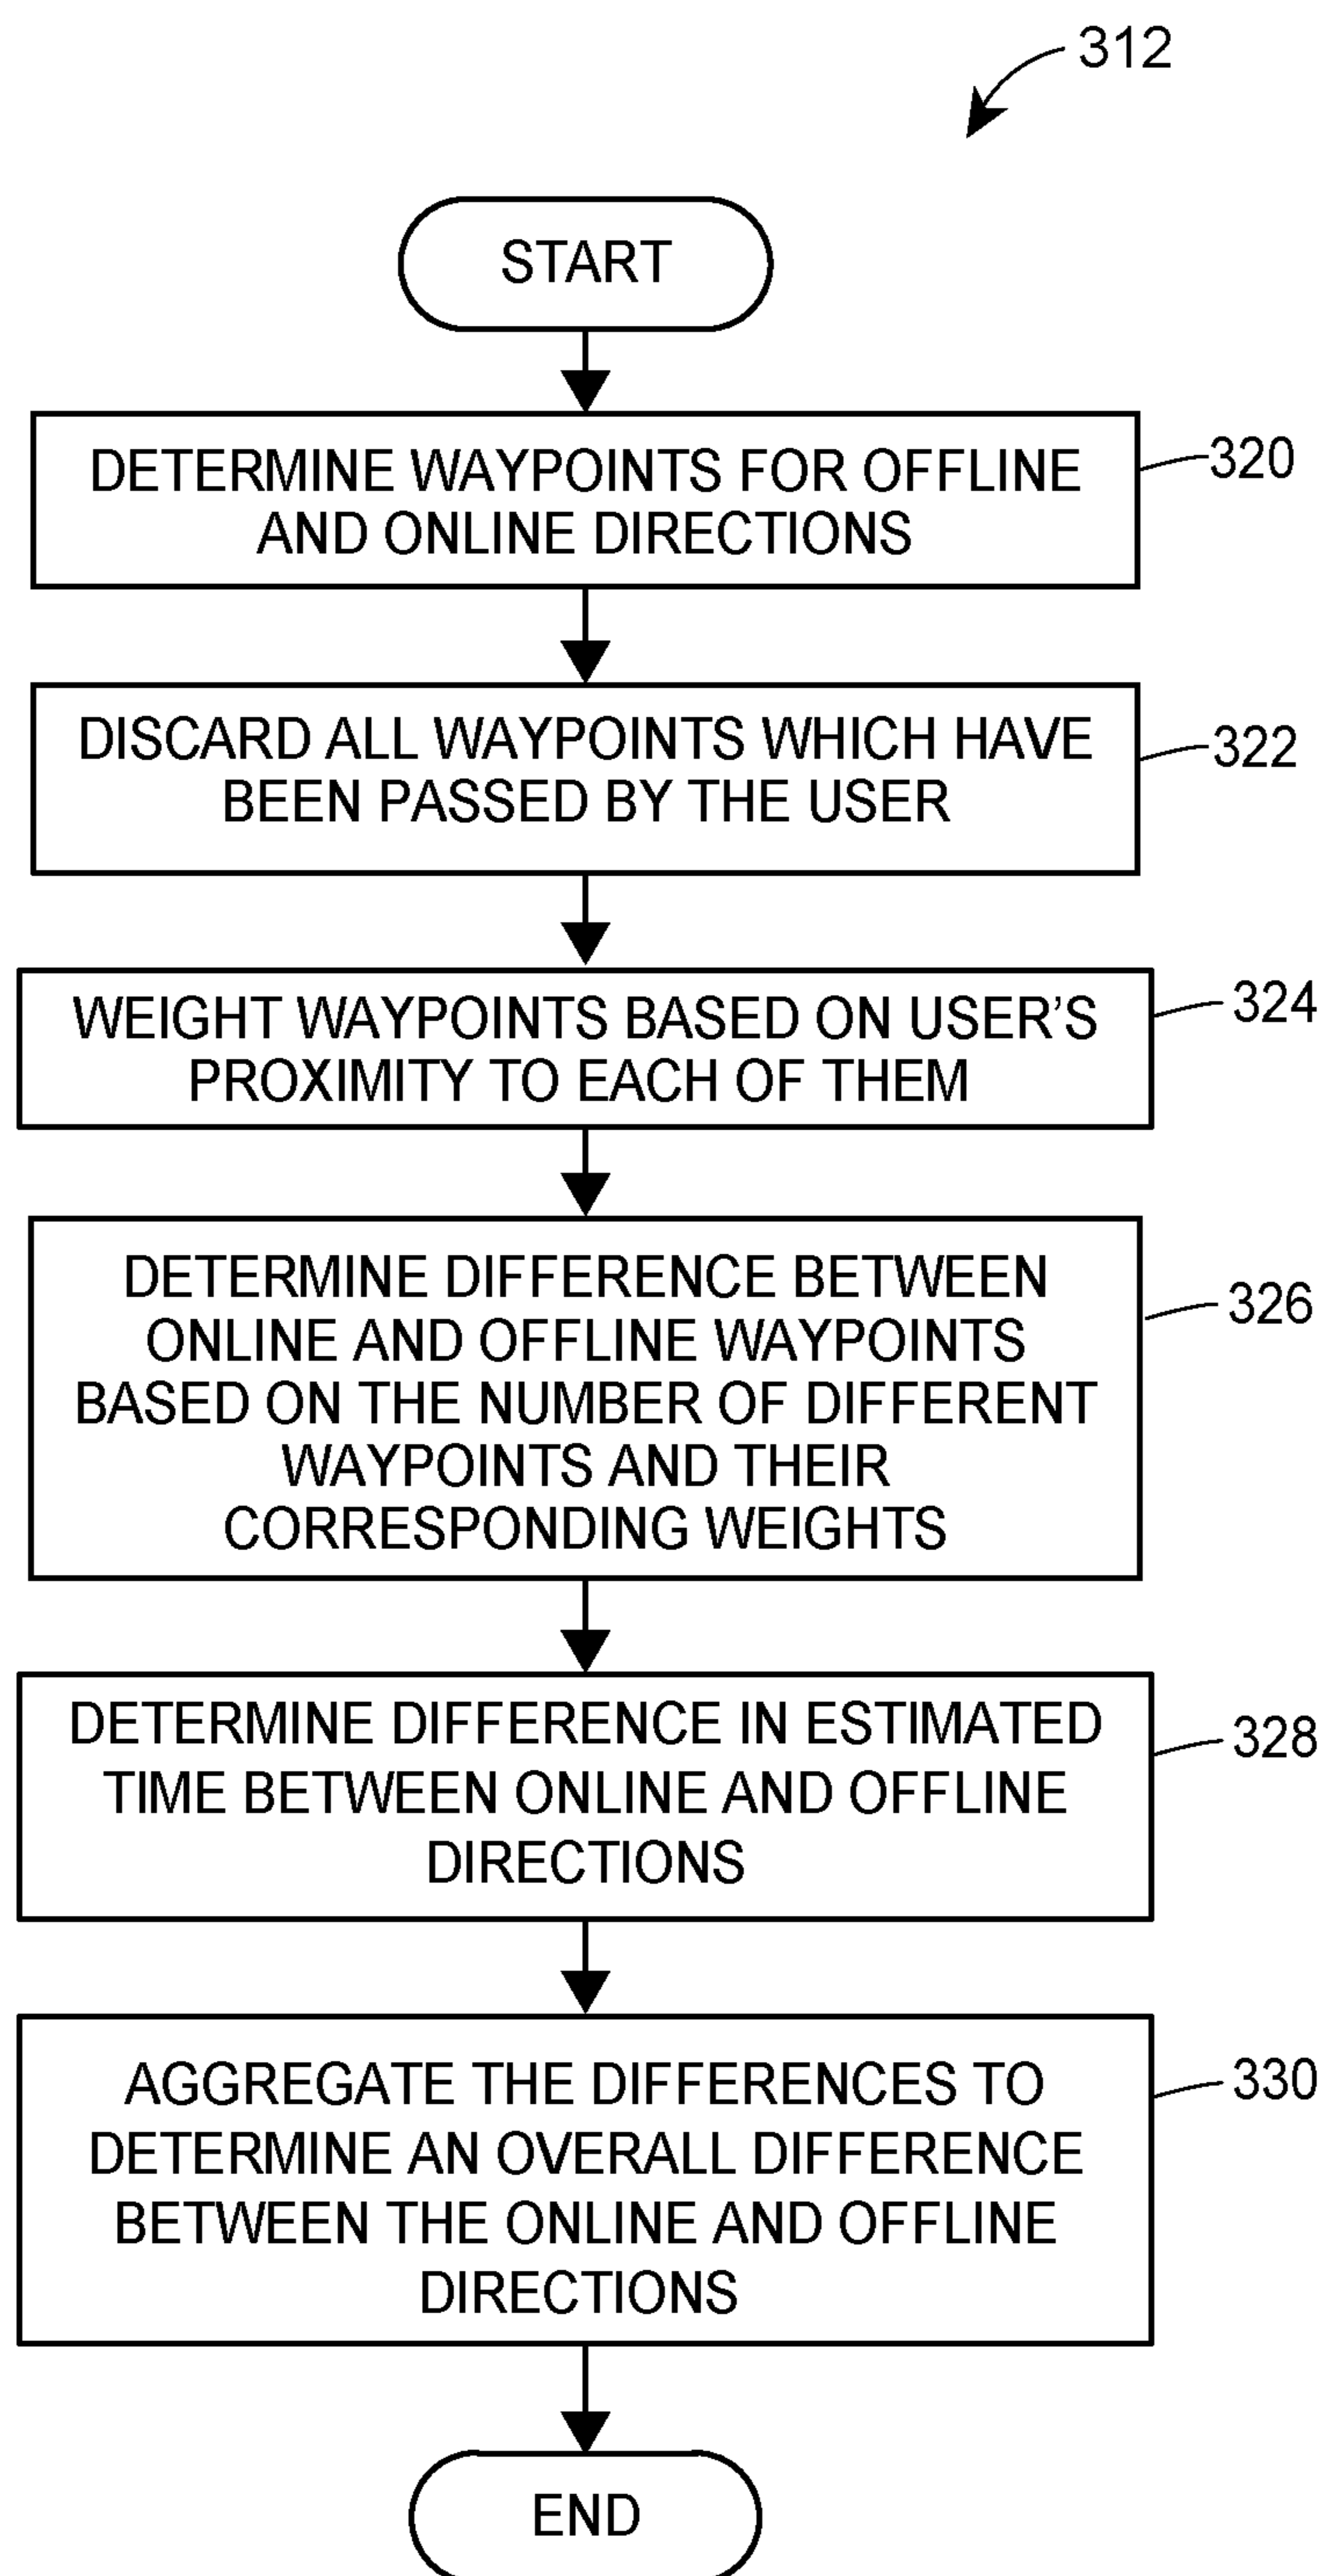 312
START
DETERMINE WAYPOINTS FOR OFFLINE
AND ONLINE DIRECTIONS
320
DISCARD ALL WAYPOINTS WHICH HAVE
BEEN PASSED BY THE USER
322
WEIGHT WAYPOINTS BASED ON USER’S
PROXIMITY TO EACH OF THEM
324
DETERMINE DIFFERENCE BETWEEN
ONLINE AND OFFLINE WAYPOINTS
BASED ON THE NUMBER OF DIFFERENT
WAYPOINTS AND THEIR
CORRESPONDING WEIGHTS
326
DETERMINE DIFFERENCE IN ESTIMATED
TIME BETWEEN ONLINE AND OFFLINE
DIRECTIONS
328
AGGREGATE THE DIFFERENCES TO
DETERMINE AN OVERALL DIFFERENCE
BETWEEN THE ONLINE AND OFFLINE
DIRECTIONS
330
END